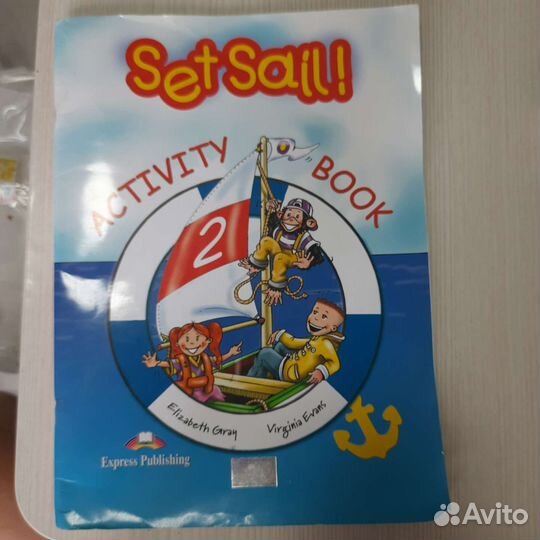 Set Sail!
ACTIVITY BOOK
2
Elizabeth Gray Virginia Evans
Express Publishing
Avito